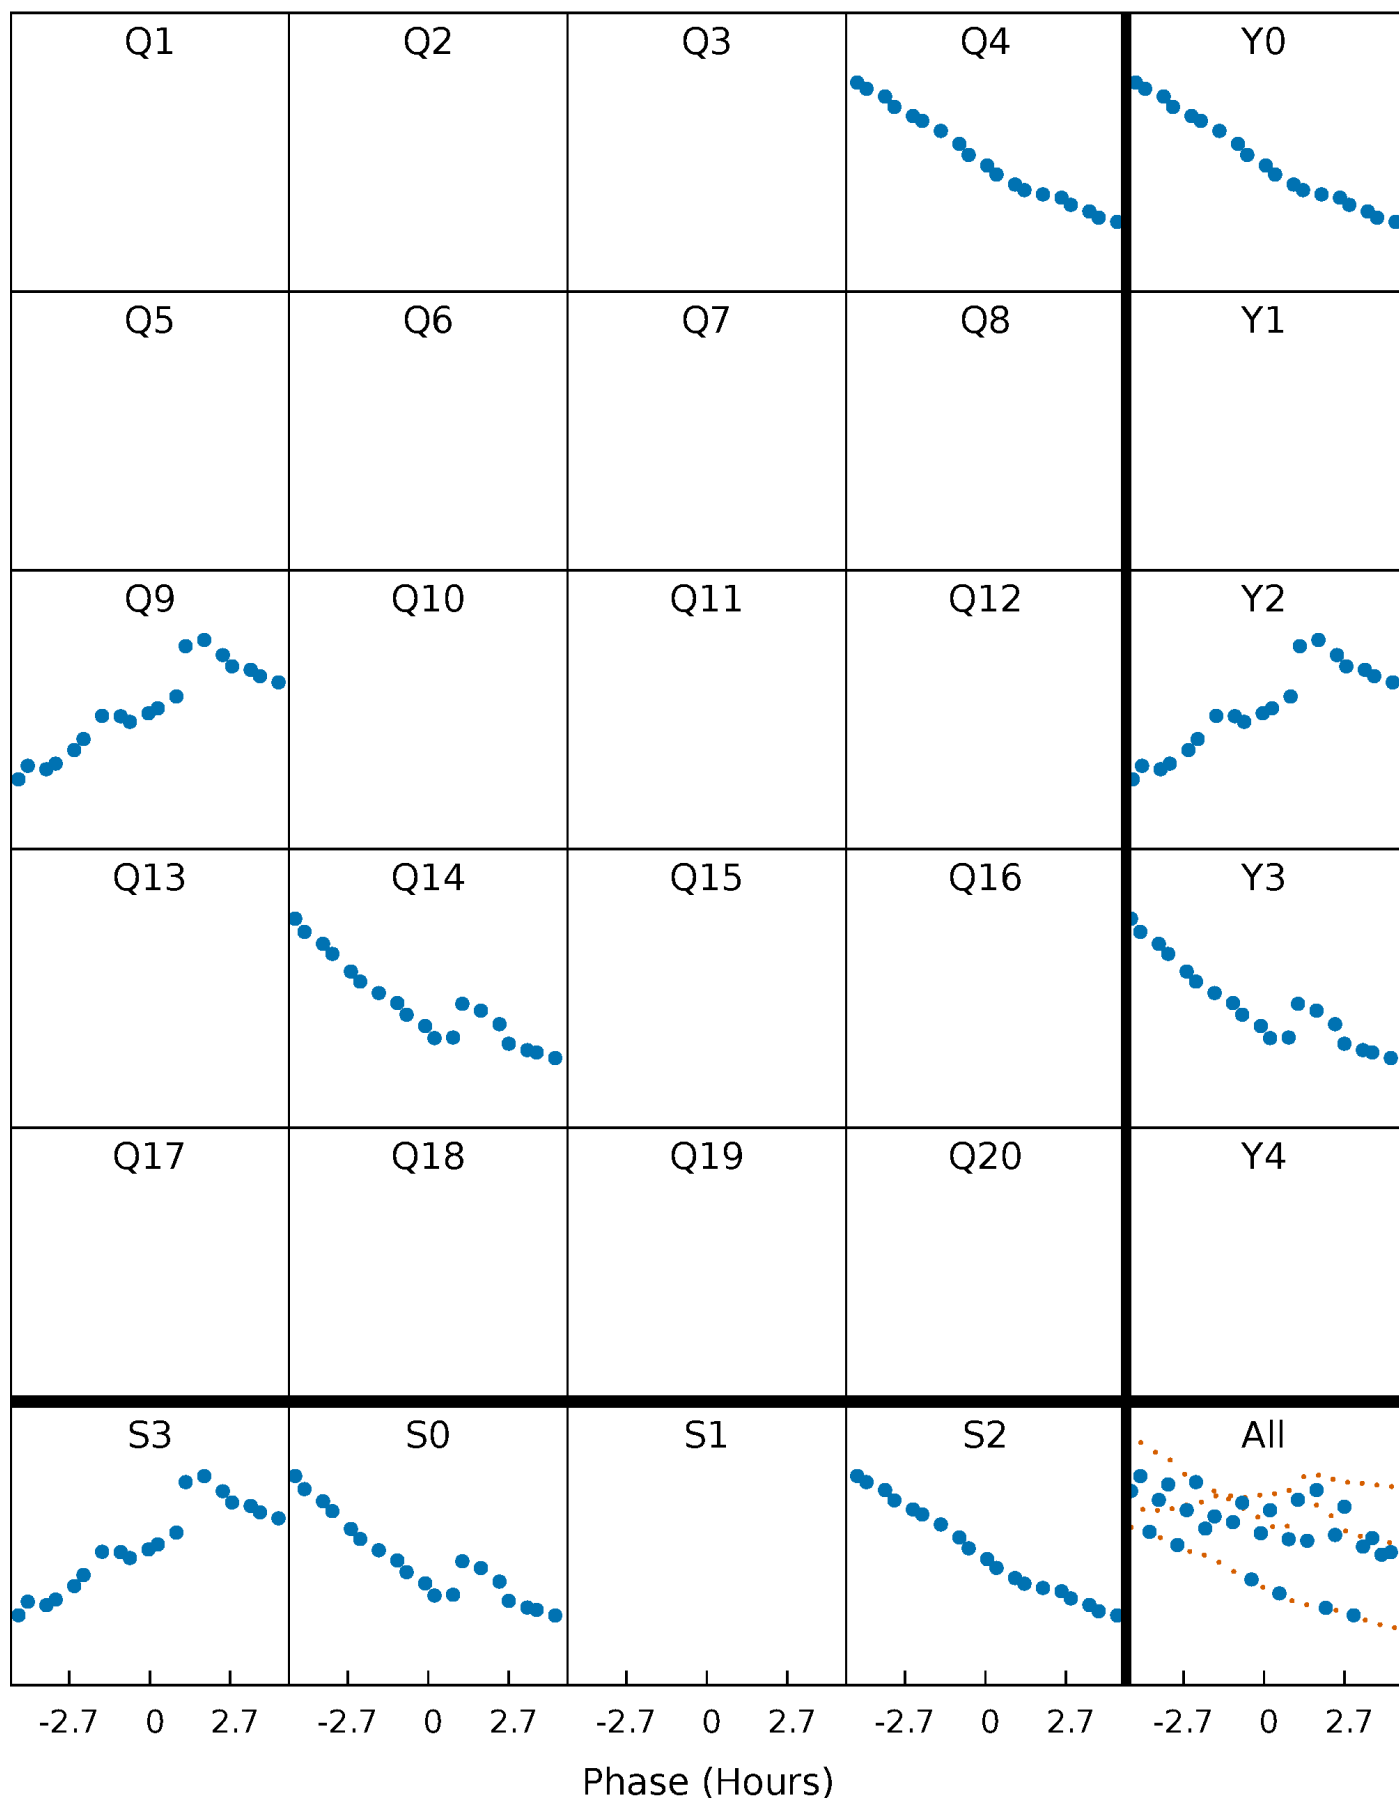 Q1 Q2 Q3 Q4 Y0
Q5 Q6 Q7 Q8 Y1
Q9 Q10 Q11 Q12 Y2
Q13 Q14 Q15 Q16 Y3
Q17 Q18 Q19 Q20 Y4
S3 S0 S1 S2 All
-2.7 0 2.7 -2.7 0 2.7 -2.7 0 2.7 -2.7 0 2.7 -2.7 0 2.7
Phase (Hours)